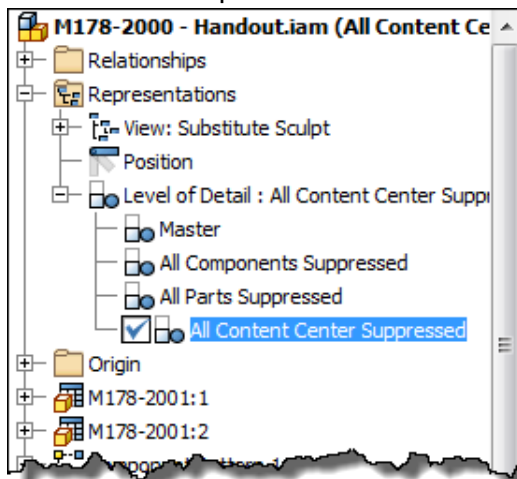 M178-2000 - Handout.iam (All Content Ce
Relationships
Representations
View: Substitute Sculpt
Position
Level of Detail : All Content Center Suppr
Master
All Components Suppressed
All Parts Suppressed
All Content Center Suppressed
Origin
M178-2001:1
M178-2001:2